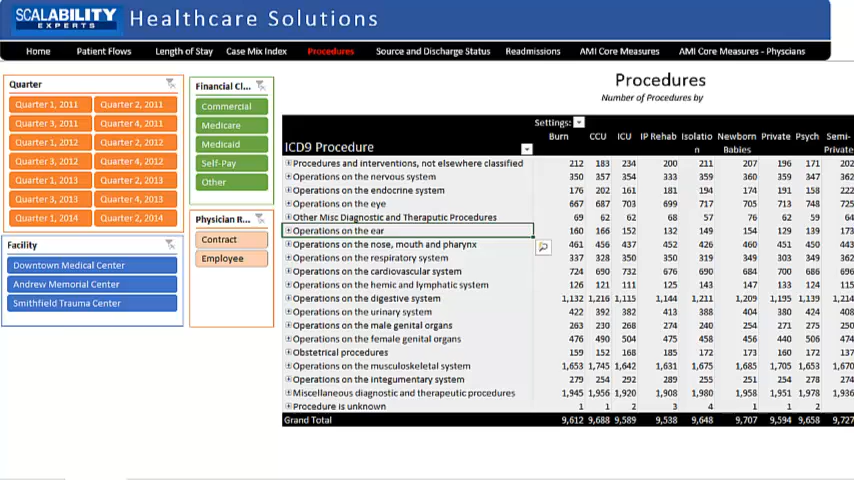 SCALABILITY
EXPERTS
Healthcare Solutions
Home Patient Flows Length of Stay Case Mix Index Procedures Source and Discharge Status Readmissions AMI Core Measures AMI Core Measures - Physcians
Quarter
Quarter 1, 2011 Quarter 2, 2011
Quarter 3, 2011 Quarter 4, 2011
Quarter 1, 2012 Quarter 2, 2012
Quarter 3, 2012 Quarter 4, 2012
Quarter 1, 2013 Quarter 2, 2013
Quarter 3, 2013 Quarter 4, 2013
Quarter 1, 2014 Quarter 2, 2014
Facility
Downtown Medical Center
Andrew Memorial Center
Smithfield Trauma Center
Financial Cl...
Commercial
Medicare
Medicaid
Self-Pay
Other
Physician R...
Contract
Employee
Procedures
Number of Procedures by
Settings:
ICD9 Procedure Burn CCU ICU IP Rehab Isolation Newborn Babies Private Psych Semi-Private
Procedures and interventions, not elsewhere classified 212 183 234 200 211 207 196 171 202
Operations on the nervous system 350 357 354 333 359 360 359 347 362
Operations on the endocrine system 176 202 161 181 194 174 191 158 222
Operations on the eye 667 687 703 699 717 705 713 748 725
Other Misc Diagnostic and Theraputic Procedures 69 62 62 68 57 76 62 59 64
Operations on the ear 160 166 152 132 149 154 129 139 173
Operations on the nose, mouth and pharynx 461 456 437 452 426 460 451 450 443
Operations on the respiratory system 337 328 350 350 319 349 303 349 362
Operations on the cardiovascular system 724 690 732 676 690 684 700 686 696
Operations on the hemic and lymphatic system 126 121 111 125 143 147 133 124 115
Operations on the digestive system 1,132 1,216 1,115 1,144 1,211 1,209 1,195 1,139 1,214
Operations on the urinary system 422 392 382 413 388 404 380 424 408
Operations on the male genital organs 263 230 268 274 240 254 271 275 250
Operations on the female genital organs 476 490 504 475 458 456 440 506 474
Obstetrical procedures 159 152 168 185 172 173 160 172 137
Operations on the musculoskeletal system 1,653 1,745 1,642 1,631 1,675 1,685 1,705 1,653 1,670
Operations on the integumentary system 279 254 292 289 255 251 254 278 274
Miscellaneous diagnostic and therapeutic procedures 1,945 1,956 1,920 1,908 1,980 1,958 1,951 1,978 1,936
Procedure is unknown 1 1 2 3 4 1 1 2
Grand Total 9,612 9,688 9,589 9,538 9,648 9,707 9,594 9,658 9,727